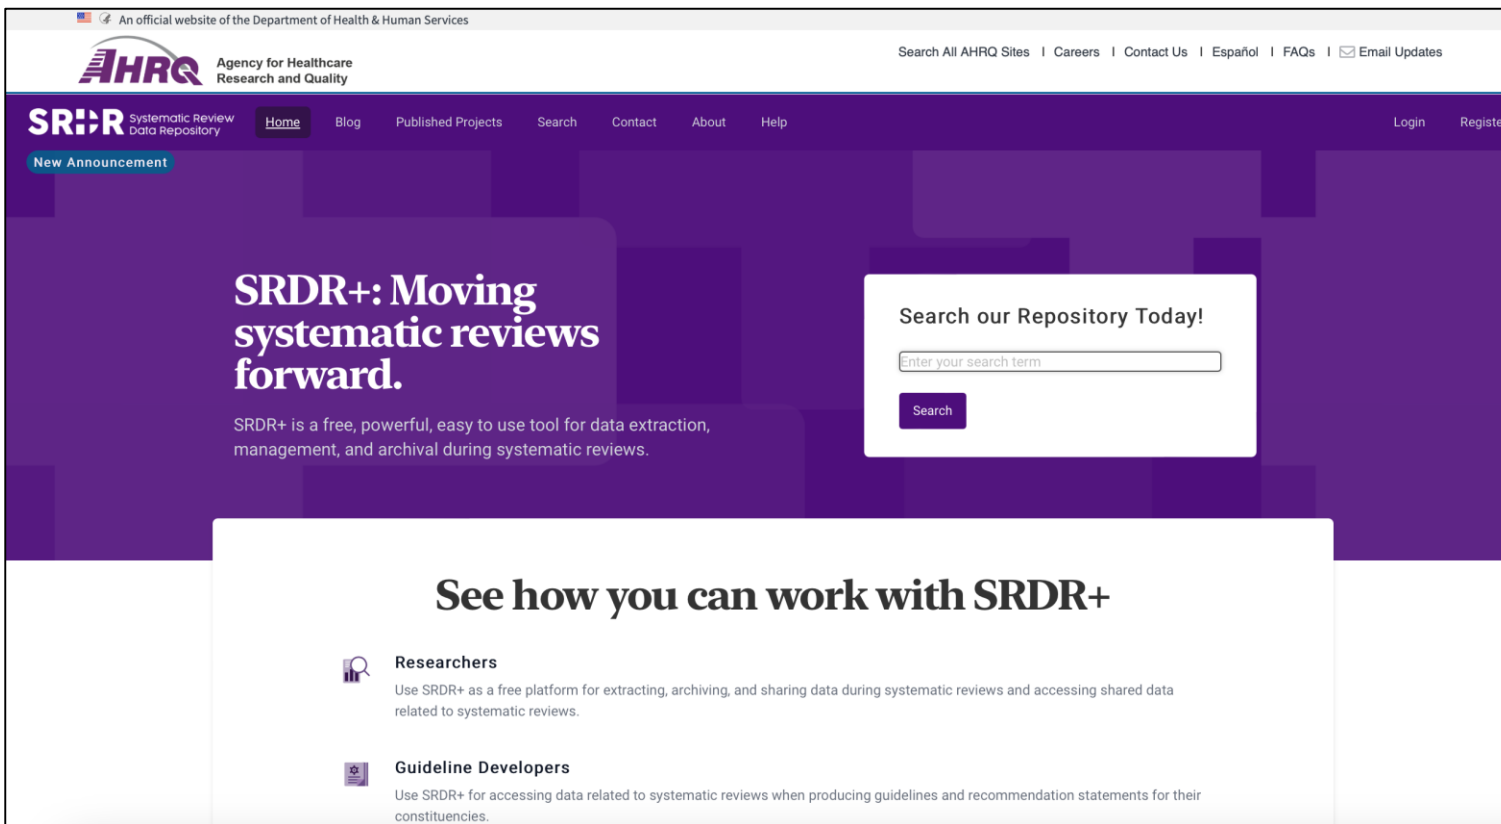 An official website of the Department of Health & Human Services
AHRQ
Agency for Healthcare
Research and Quality
Search All AHRQ Sites | Careers | Contact Us | Español | FAQs | Email Updates
SRDR Systematic Review
Data Repository
Home Blog Published Projects Search Contact About Help Login Registe
New Announcement
SRDR+: Moving
systematic reviews
forward.
SRDR+ is a free, powerful, easy to use tool for data extraction,
management, and archival during systematic reviews.
Search our Repository Today!
Enter your search term
Search
See how you can work with SRDR+
Researchers
Use SRDR+ as a free platform for extracting, archiving, and sharing data during systematic reviews and accessing shared data
related to systematic reviews.
Guideline Developers
Use SRDR+ for accessing data related to systematic reviews when producing guidelines and recommendation statements for their
constituencies.